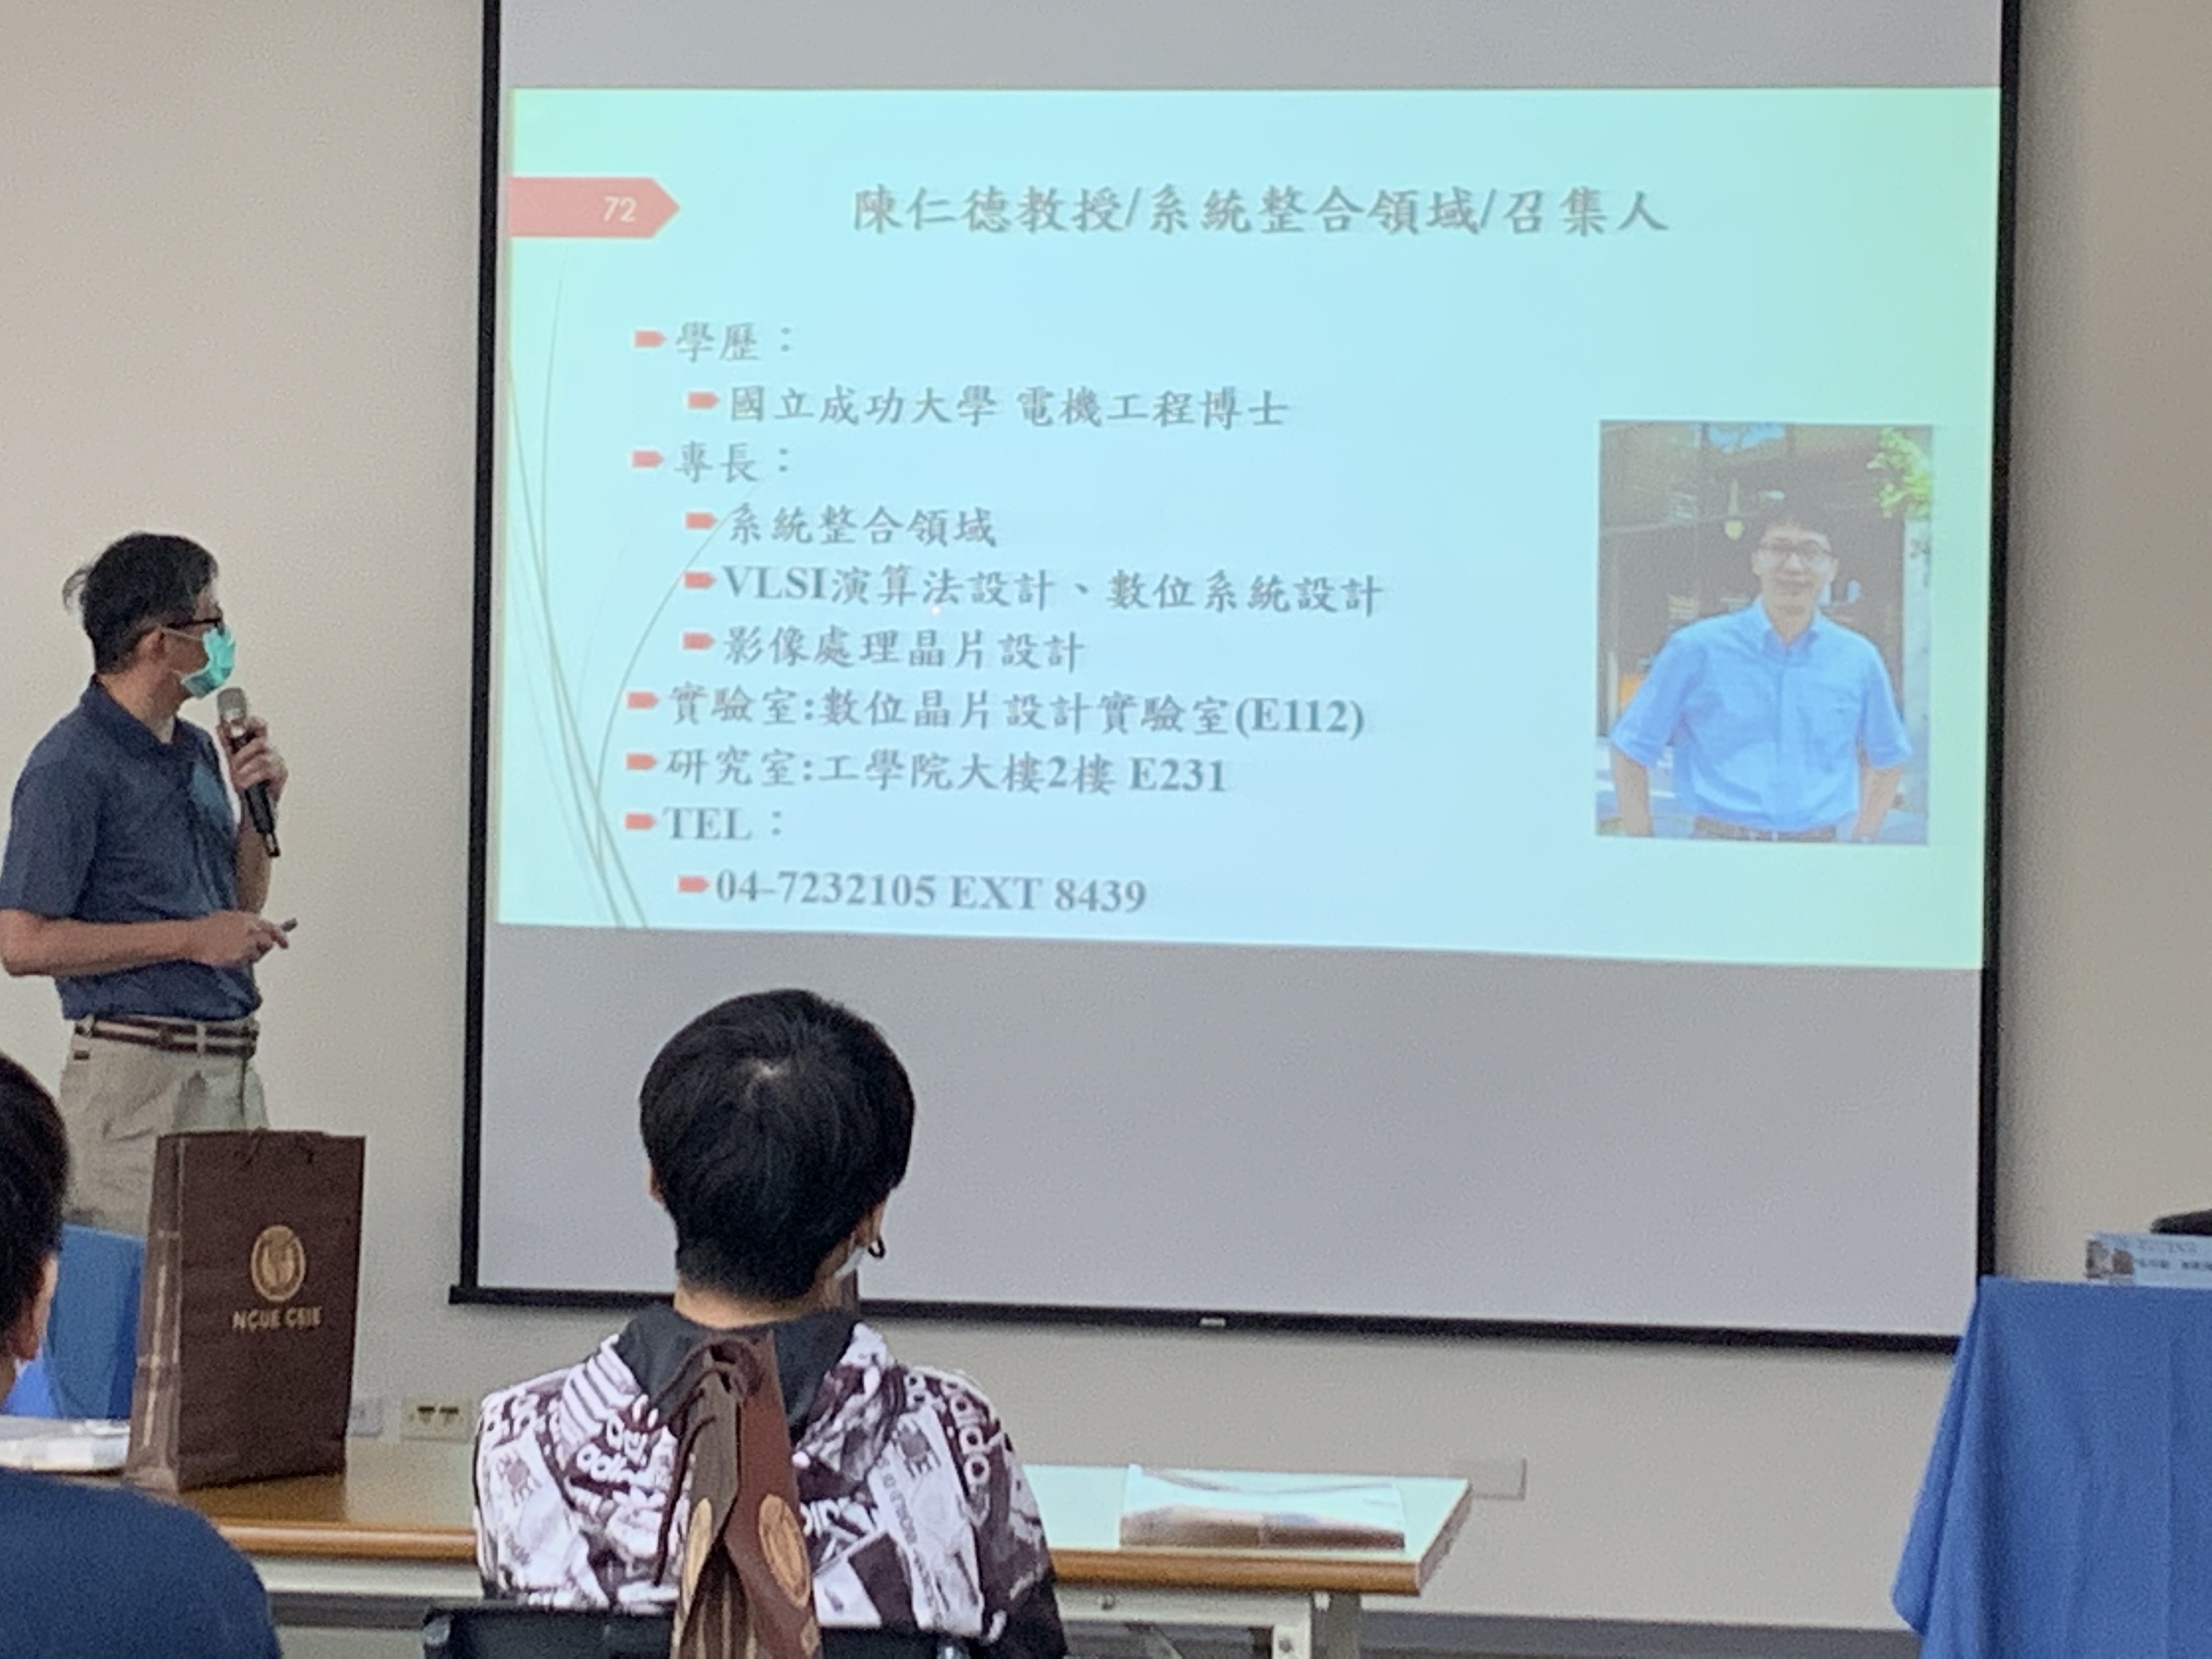 72
陳仁德教授/系統整合領域/召集人
學歷：
國立成功大學 電機工程博士
專長：
系統整合領域
VLSI演算法設計、數位系統設計
影像處理晶片設計
實驗室:數位晶片設計實驗室(E112)
研究室:工學院大樓2樓 E231
TEL：
04-7232105 EXT 8439
NCUE CSIE